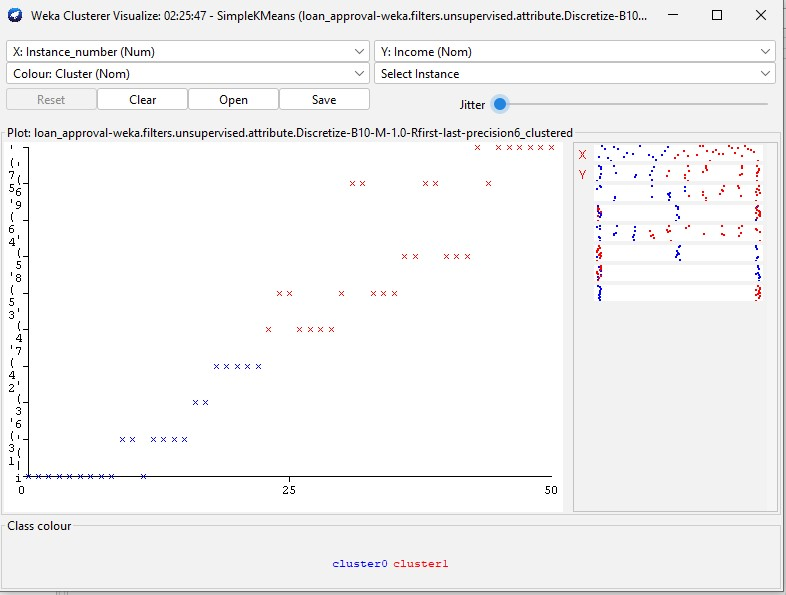 Weka Clusterer Visualize: 02:25:47 - SimpleKMeans (loan_approval-weka.filters.unsupervised.attribute.Discretize-B10...
X: Instance_number (Num)
Y: Income (Nom)
Colour: Cluster (Nom)
Select Instance
Reset
Clear
Open
Save
Jitter
Plot: loan_approval-weka.filters.unsupervised.attribute.Discretize-B10-M-1.0-Rfirst-last-precision6_clustered
X
Y
0
25
50
Class colour
cluster0 cluster1